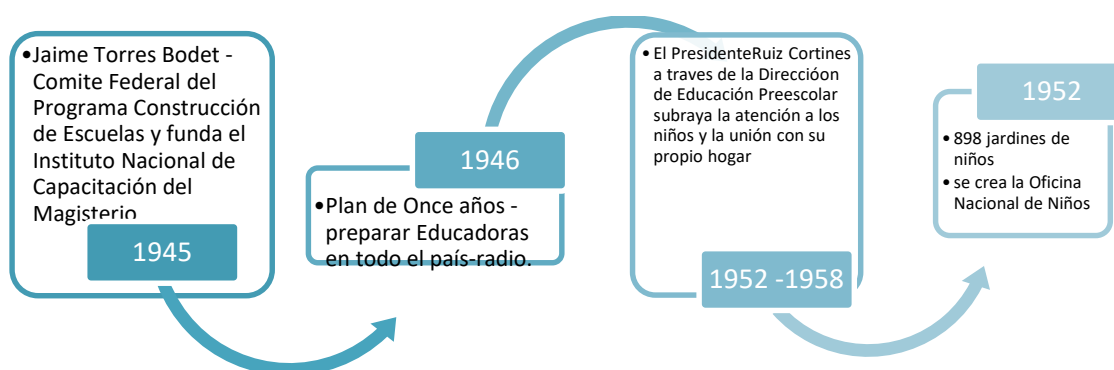 •Jaime Torres Bodet -
Comite Federal del
Programa Construcción
de Escuelas y funda el
Instituto Nacional de
Capacitación del
Magisterio
1945
1946
•Plan de Once años -
preparar Educadoras
en todo el país-radio.
• El PresidenteRuiz Cortines
a traves de la Direccióon
de Educación Preescolar
subraya la atención a los
niños y la unión con su
propio hogar
1952 -1958
1952
• 898 jardines de
niños
• se crea la Oficina
Nacional de Niños